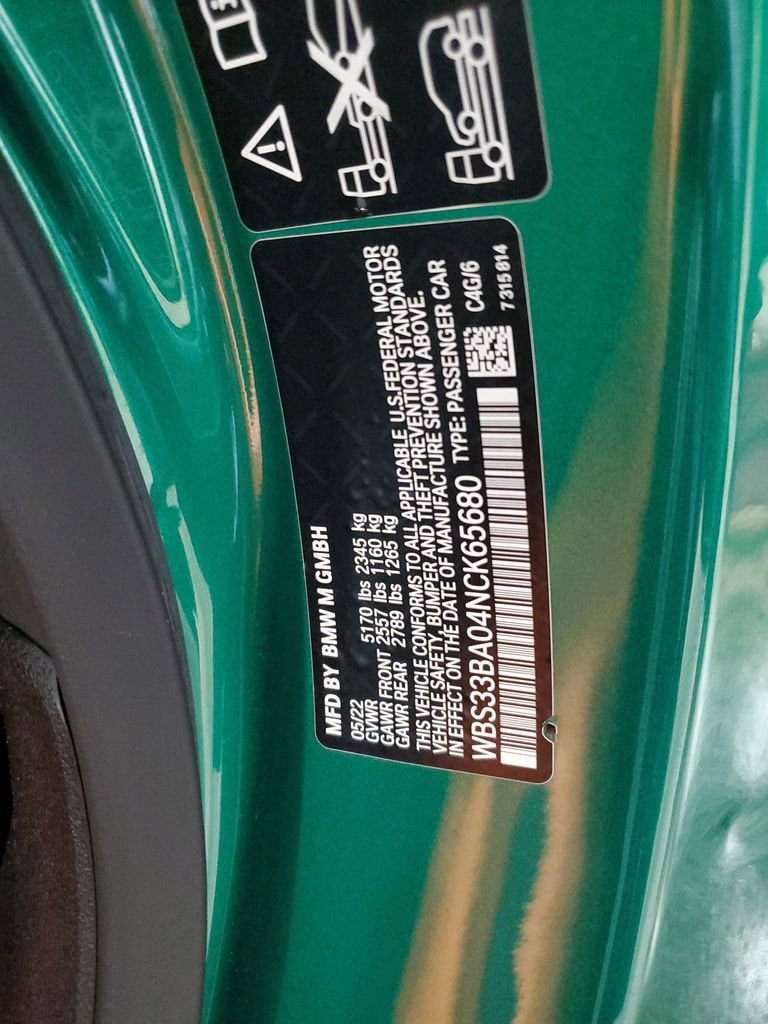 MFD BY BMW M GMBH
05/22
GVWR 5170 lbs 2345 kg
GAWR FRONT 2557 lbs 1160 kg
GAWR REAR 2789 lbs 1265 kg
THIS VEHICLE CONFORMS TO ALL APPLICABLE U.S.FEDERAL MOTOR
VEHICLE SAFETY, BUMPER AND THEFT PREVENTION STANDARDS
IN EFFECT ON THE DATE OF MANUFACTURE SHOWN ABOVE.
WBS33BA04NCK65680 TYPE: PASSENGER CAR
C4G/6
7315814